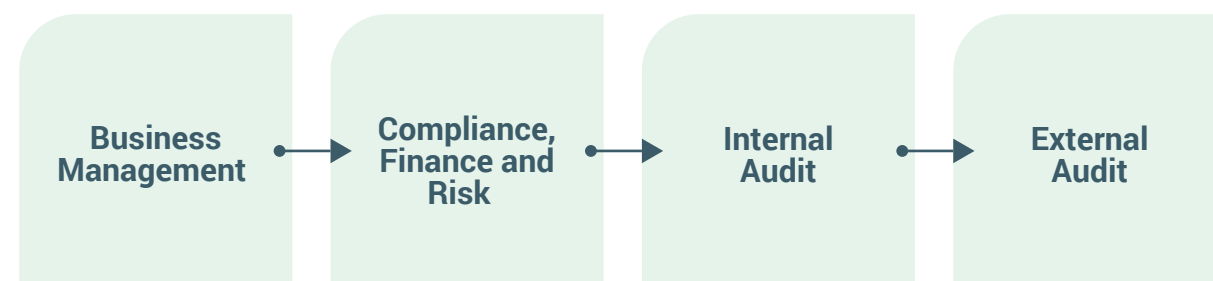 Business
Management
Compliance,
Finance and
Risk
Internal
Audit
External
Audit